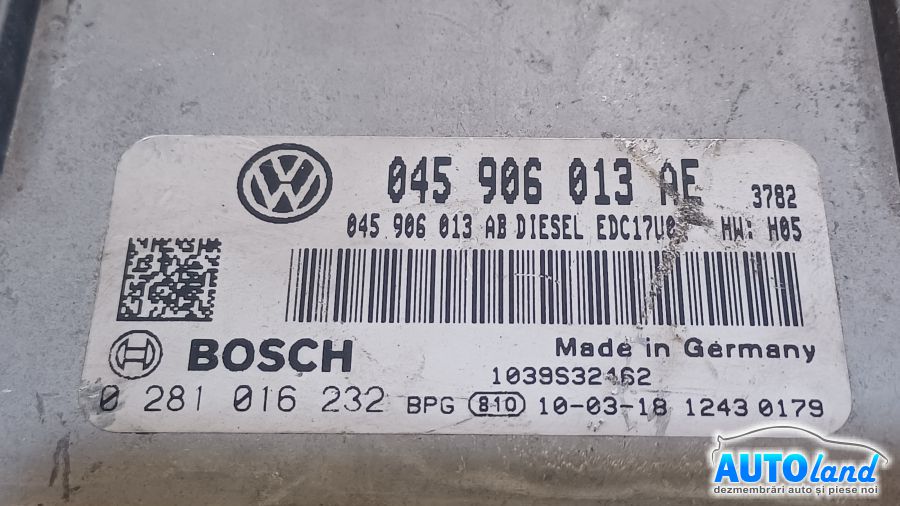 045 906 013 AE 3782
045 906 013 AB DIESEL EDC17U0 HW: H05
BOSCH
Made in Germany
1039S32462
0 281 016 232 BPG 810 10-03-18 1243 0179
AUTOland
dezmembrări auto și piese noi